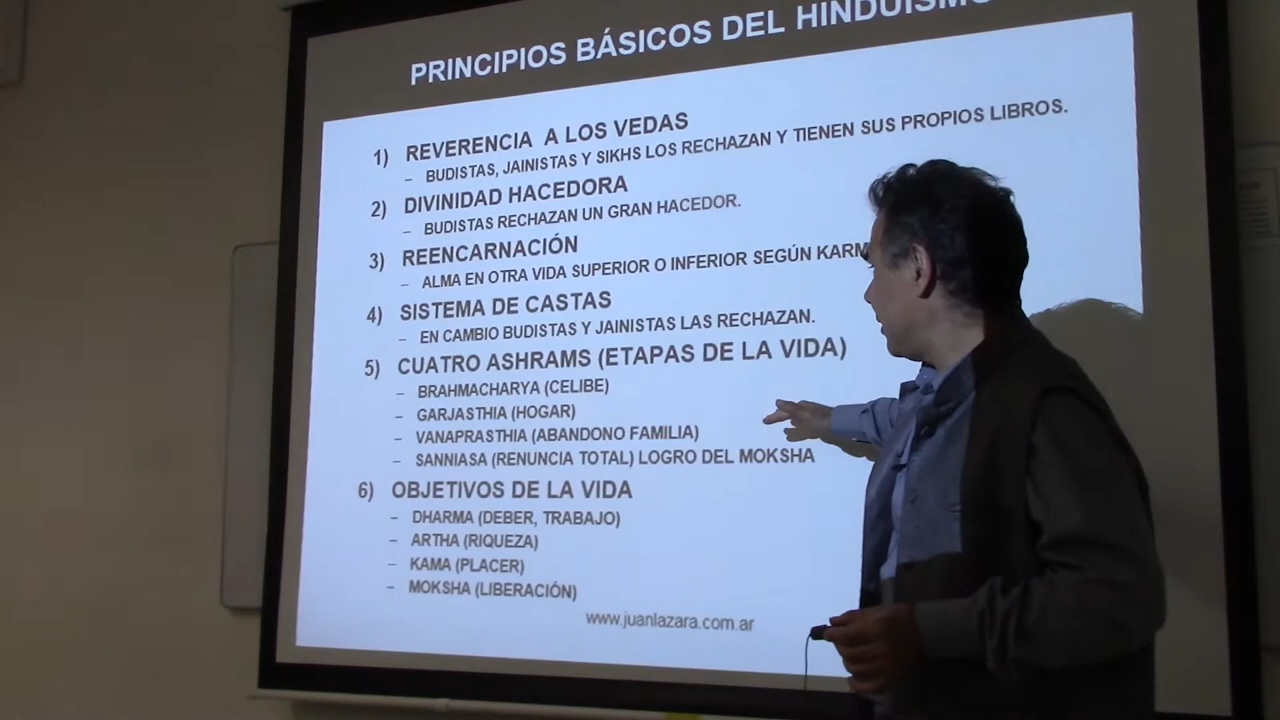 PRINCIPIOS BÁSICOS DEL HINDUISMO
1) REVERENCIA A LOS VEDAS
– BUDISTAS, JAINISTAS Y SIKHS LOS RECHAZAN Y TIENEN SUS PROPIOS LIBROS.
2) DIVINIDAD HACEDORA
– BUDISTAS RECHAZAN UN GRAN HACEDOR.
3) REENCARNACIÓN
– ALMA EN OTRA VIDA SUPERIOR O INFERIOR SEGÚN KARM
4) SISTEMA DE CASTAS
– EN CAMBIO BUDISTAS Y JAINISTAS LAS RECHAZAN.
5) CUATRO ASHRAMS (ETAPAS DE LA VIDA)
– BRAHMACHARYA (CELIBE)
– GARJASTHIA (HOGAR)
– VANAPRASTHIA (ABANDONO FAMILIA)
– SANNIASA (RENUNCIA TOTAL) LOGRO DEL MOKSHA
6) OBJETIVOS DE LA VIDA
– DHARMA (DEBER, TRABAJO)
– ARTHA (RIQUEZA)
– KAMA (PLACER)
– MOKSHA (LIBERACIÓN)
www.juanlazara.com.ar